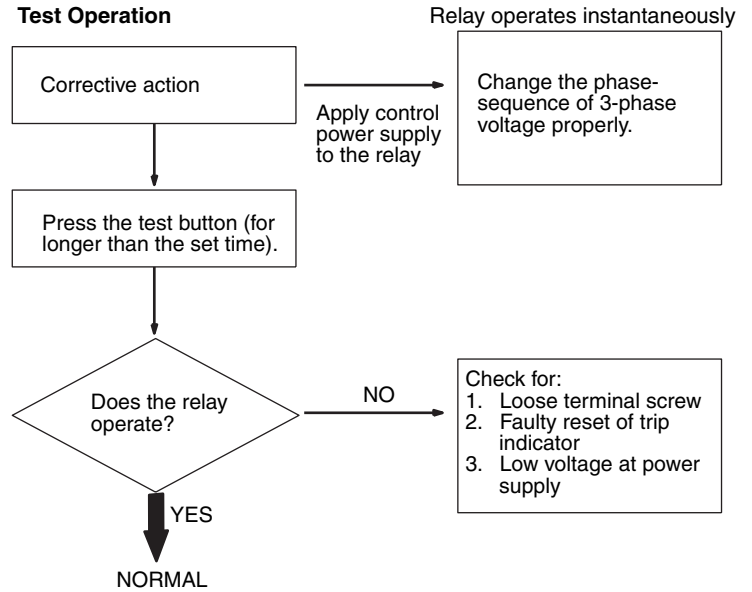 Test Operation
Relay operates instantaneously
Corrective action
Apply control
power supply
to the relay
Change the phase-
sequence of 3-phase
voltage properly.
Press the test button (for
longer than the set time).
Does the relay
operate?
NO
Check for:
1. Loose terminal screw
2. Faulty reset of trip
indicator
3. Low voltage at power
supply
YES
NORMAL